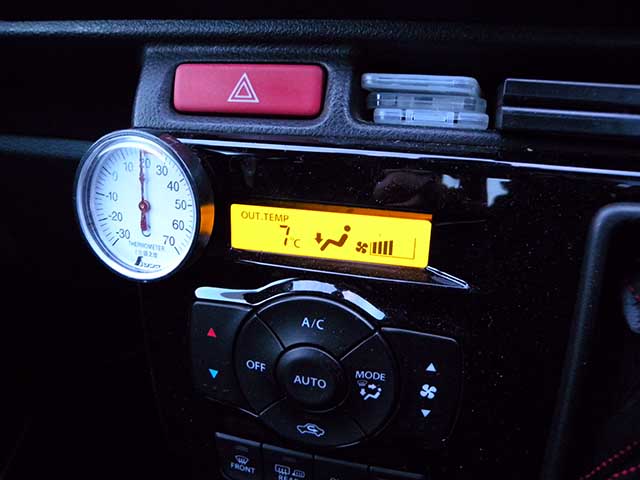 -30
-20
-10
0
10
20
30
40
50
60
70
THERMOMETER
OUT.TEMP
7°C
A/C
OFF
AUTO
MODE
FRONT